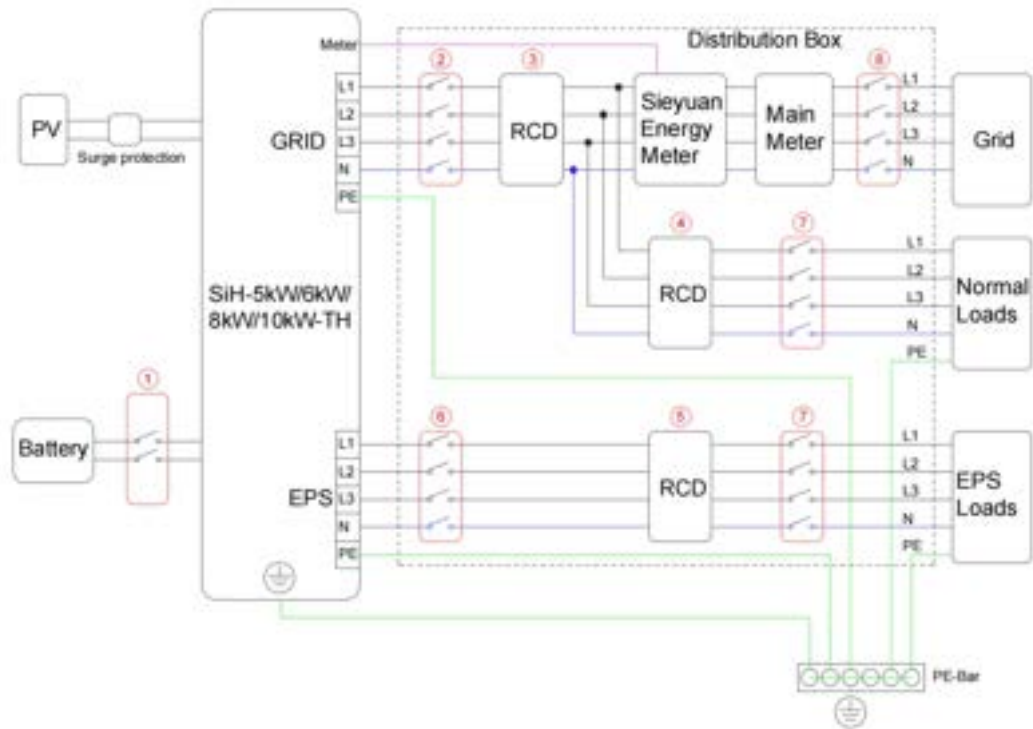 Meter
Distribution Box
②
③
⑧
L1
L1
PV
L2
Sieyuan
Energy
Meter
Main
Meter
L2
Surge protection
GRID
L3
RCD
L3
Grid
N
N
PE
④
⑦
L1
SiH-5kW/6kW/
8kW/10kW-TH
RCD
L2
Normal
Loads
L3
N
PE
①
⑥
⑤
⑦
Battery
L1
L1
L2
L2
EPS
L3
RCD
L3
EPS
Loads
N
N
PE
PE
PE-Bar